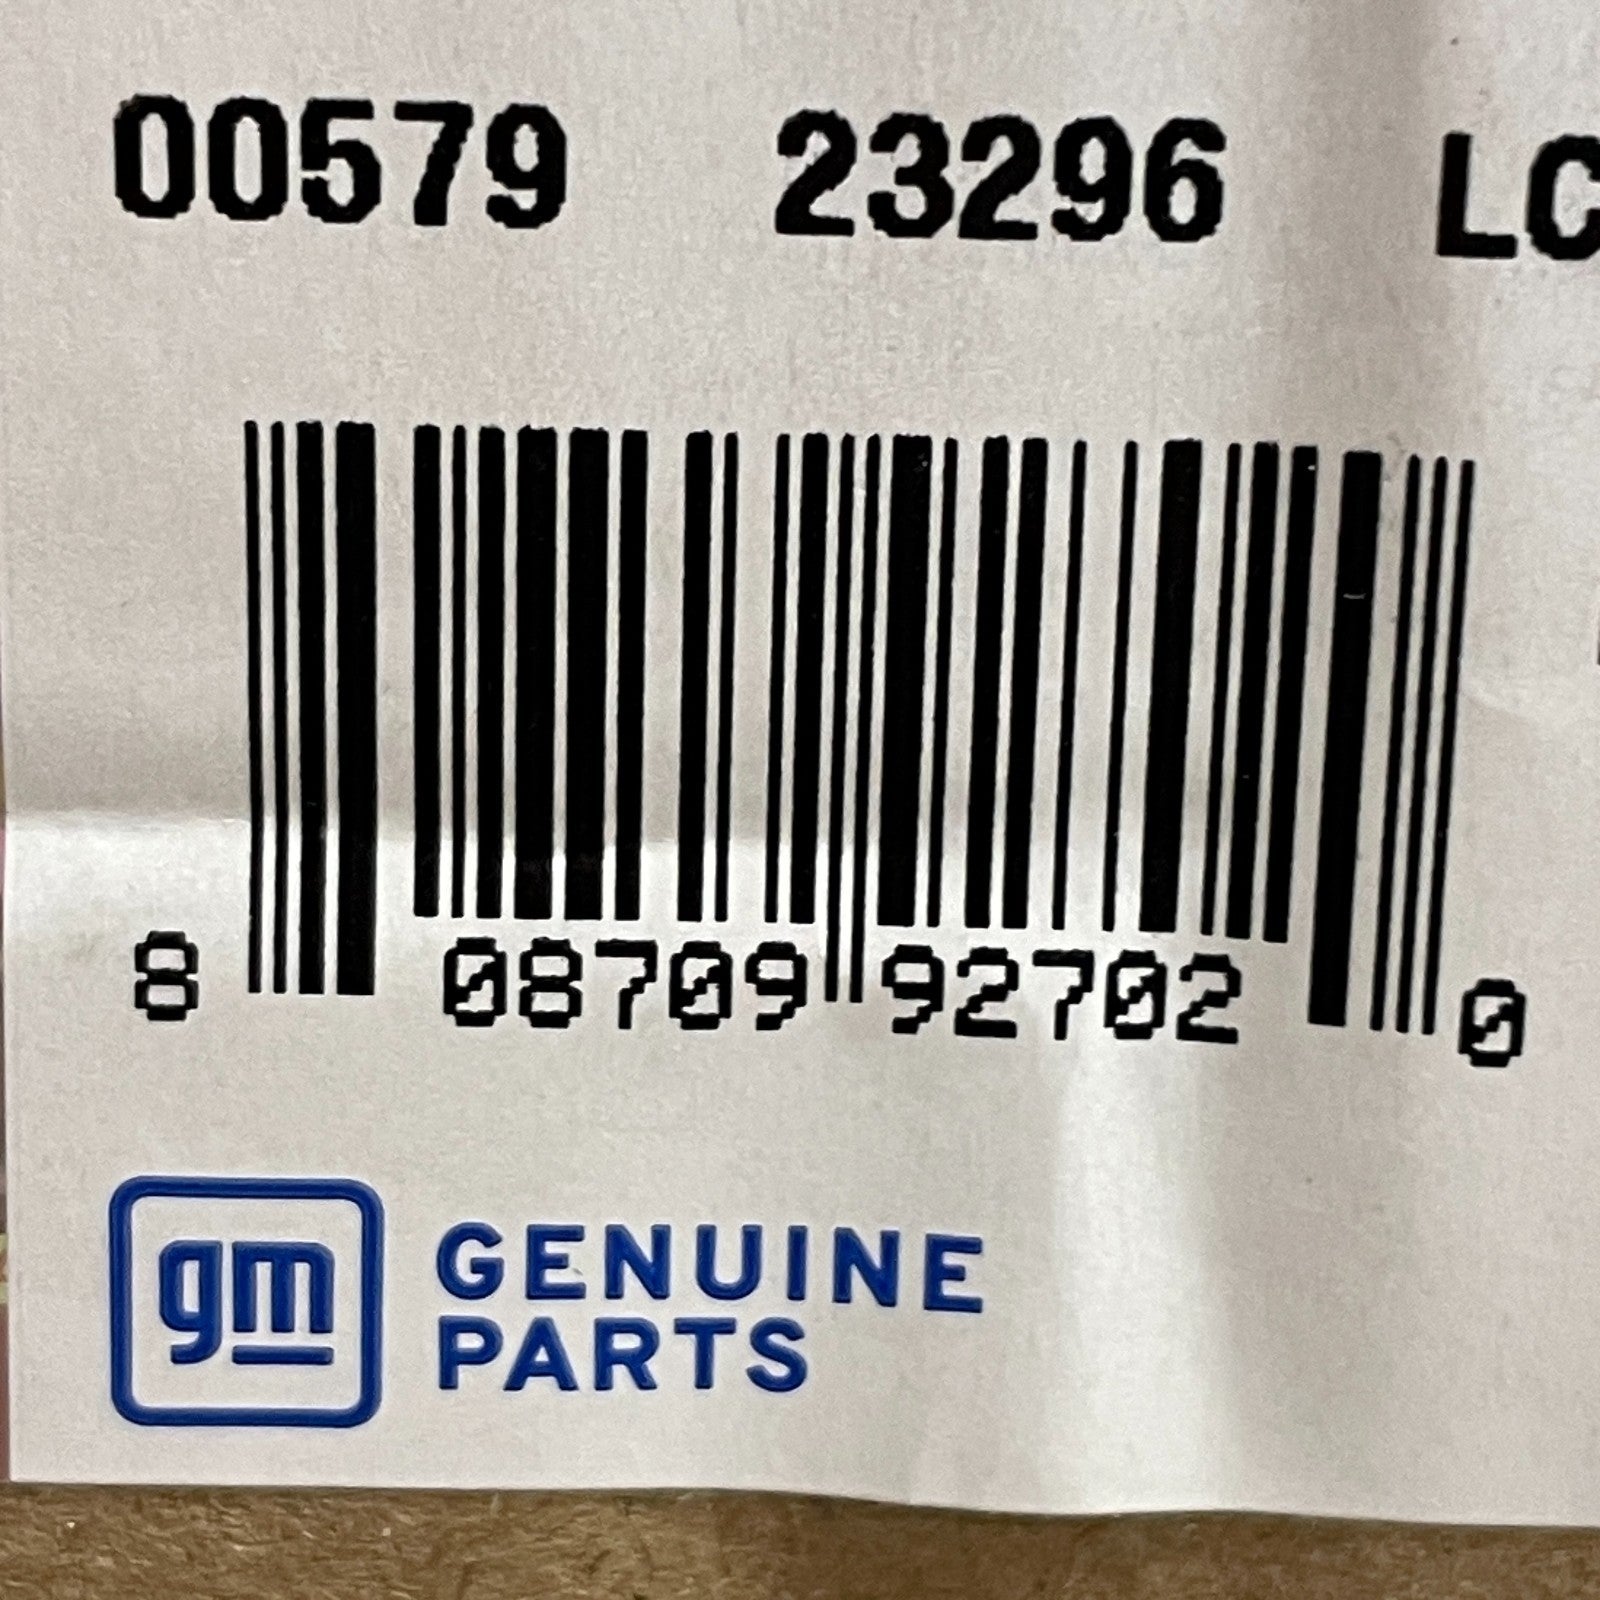 00579 23296 LC
8 08709 92702 0
gm GENUINE
PARTS